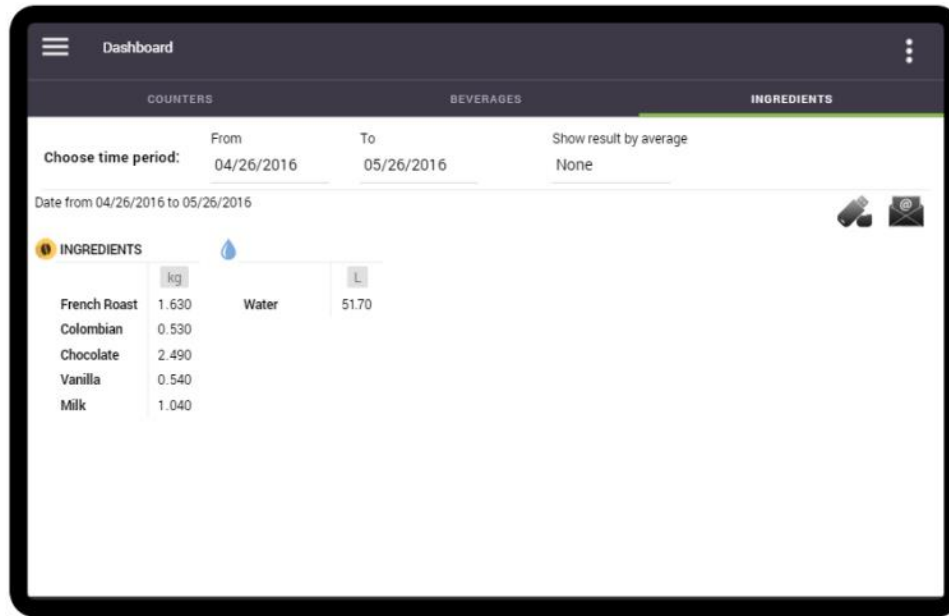 Dashboard
COUNTERS BEVERAGES INGREDIENTS
Choose time period:
From
04/26/2016
To
05/26/2016
Show result by average
None
Date from 04/26/2016 to 05/26/2016
@
INGREDIENTS
kg L
French Roast 1.630 Water 51.70
Colombian 0.530
Chocolate 2.490
Vanilla 0.540
Milk 1.040